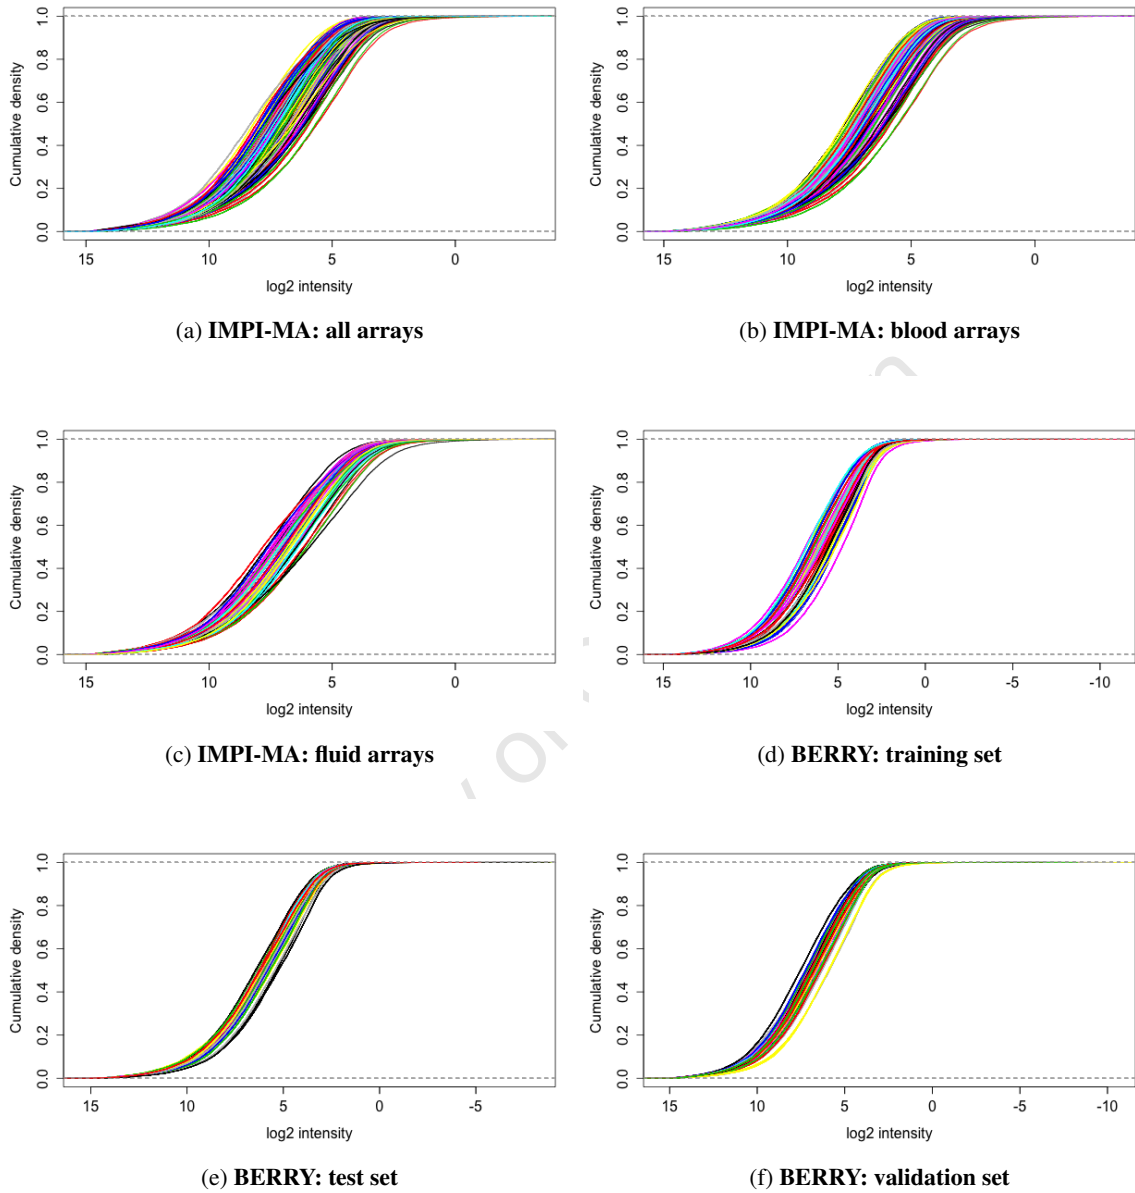 Cumulative density
0.0 0.2 0.4 0.6 0.8 1.0
15 10 5 0
log2 intensity
(a) IMPI-MA: all arrays
Cumulative density
0.0 0.2 0.4 0.6 0.8 1.0
15 10 5 0
log2 intensity
(b) IMPI-MA: blood arrays
Cumulative density
0.0 0.2 0.4 0.6 0.8 1.0
15 10 5 0
log2 intensity
(c) IMPI-MA: fluid arrays
Cumulative density
0.0 0.2 0.4 0.6 0.8 1.0
15 10 5 0 -5 -10
log2 intensity
(d) BERRY: training set
Cumulative density
0.0 0.2 0.4 0.6 0.8 1.0
15 10 5 0 -5
log2 intensity
(e) BERRY: test set
Cumulative density
0.0 0.2 0.4 0.6 0.8 1.0
15 10 5 0 -5 -10
log2 intensity
(f) BERRY: validation set